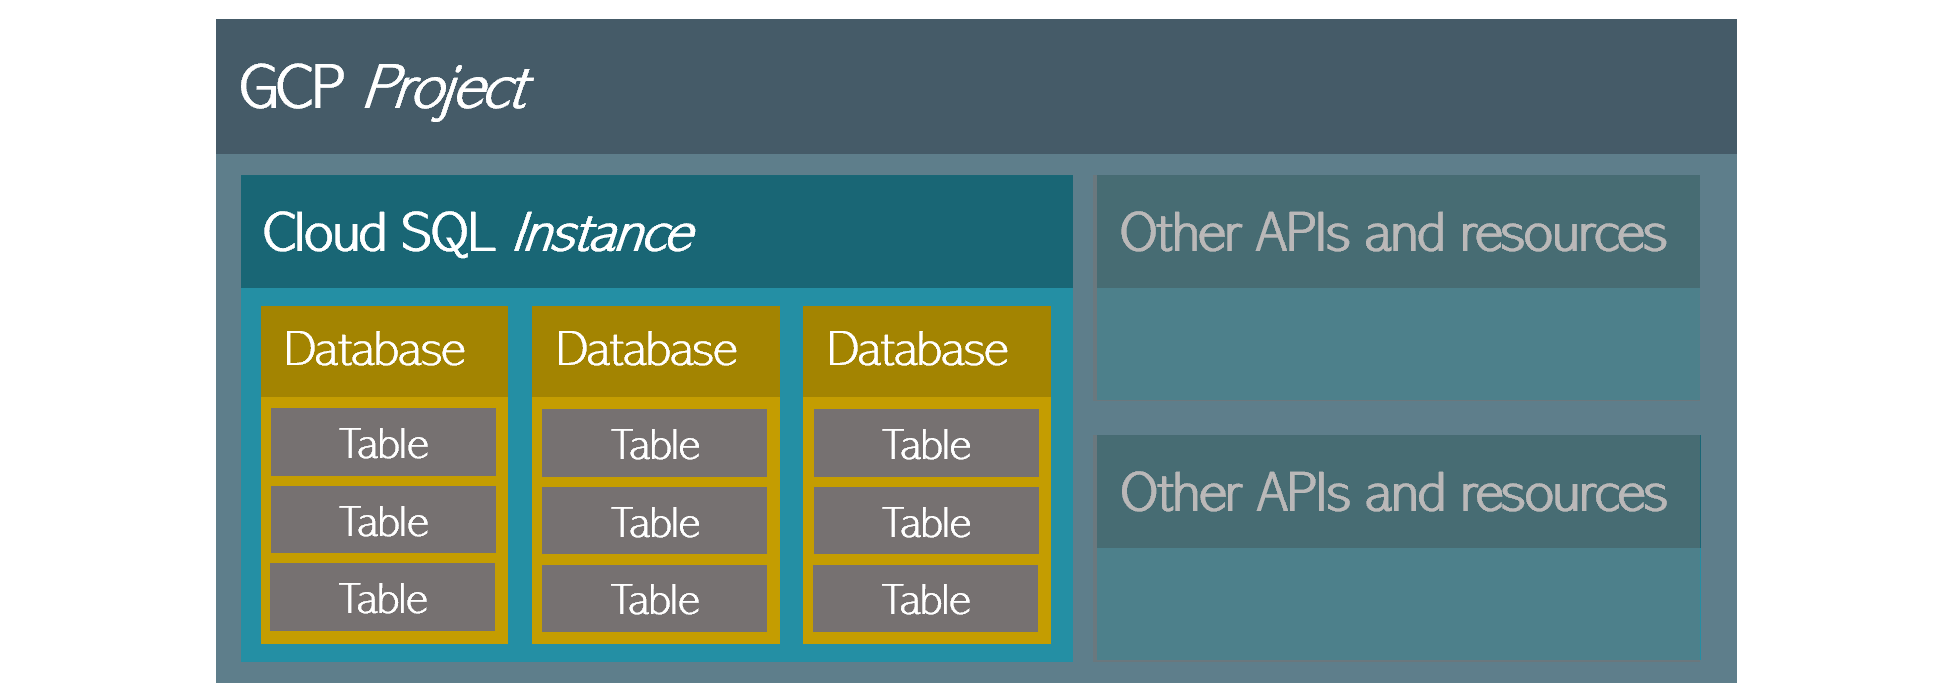 GCP Project
Cloud SQL Instance
Other APIs and resources
Database
Database
Database
Table
Table
Table
Table
Table
Table
Table
Table
Table
Other APIs and resources